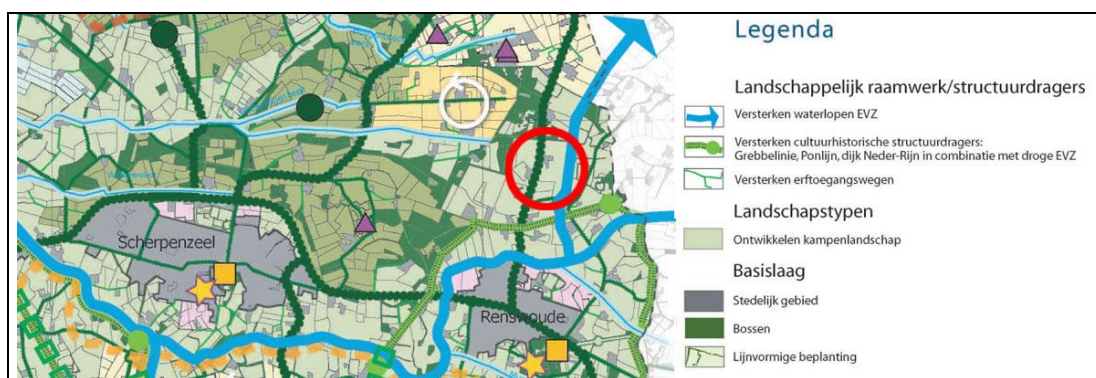 Scherpenzeel
Renswoude
Legenda
Landschappelijk raamwerk/structuurdragers
Versterken waterlopen EVZ
Versterken cultuurhistorische structuurdragers:
Grebbelinie, Ponlijn, dijk Neder-Rijn in combinatie met droge EVZ
Versterken erftoegangswegen
Landschapstypen
Ontwikkelen kampenlandschap
Basislaag
Stedelijk gebied
Bossen
Lijnvormige beplanting